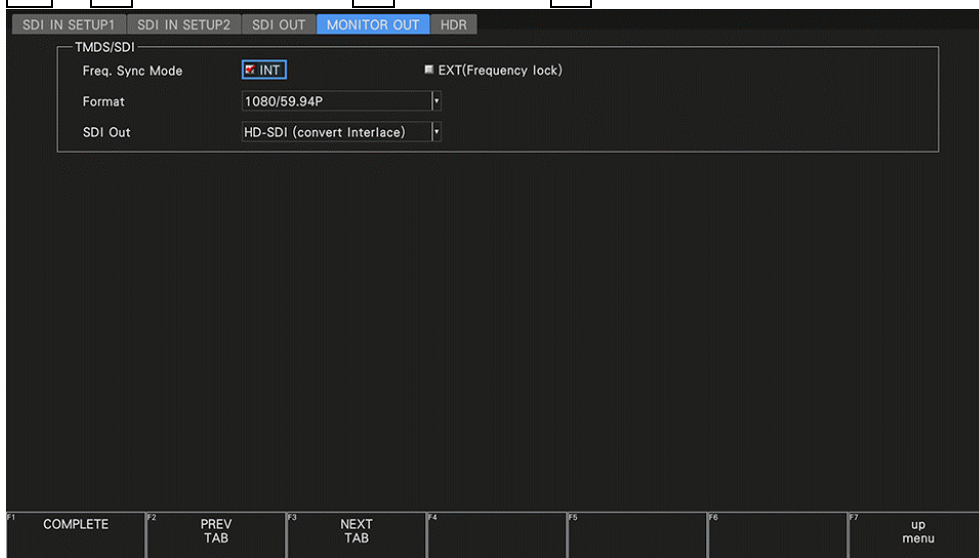 SDI IN SETUP1 SDI IN SETUP2 SDI OUT MONITOR OUT HDR
TMDS/SDI
Freq. Sync Mode INT EXT(Frequency lock)
Format 1080/59.94P
SDI Out HD-SDI (convert Interlace)
F1 COMPLETE F2 PREV TAB F3 NEXT TAB F4 F5 F6 F7 up menu